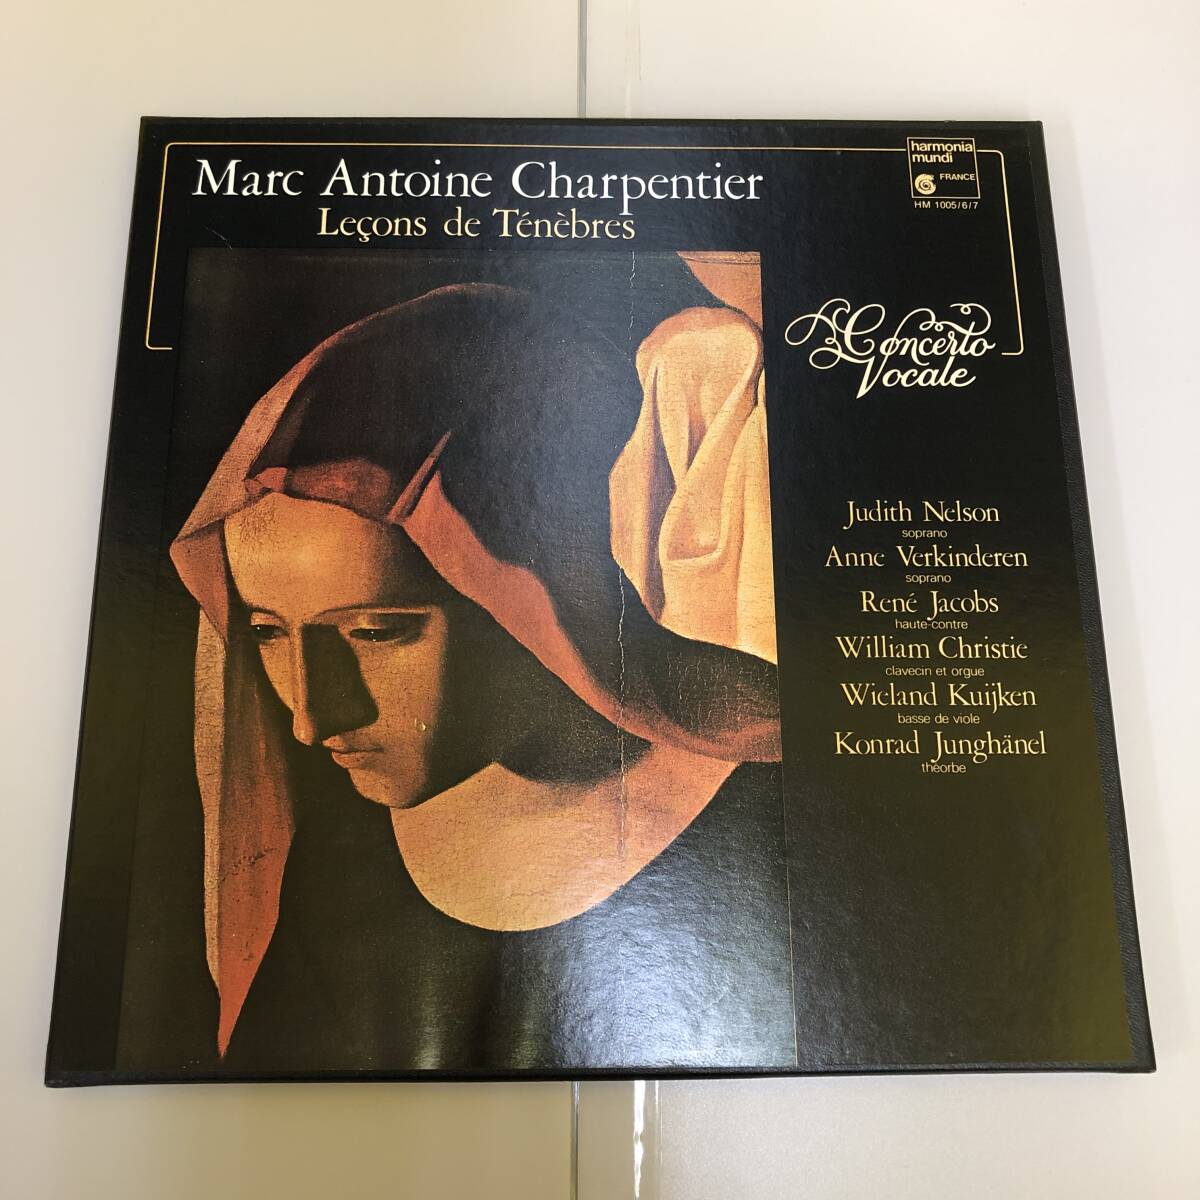 Marc Antoine Charpentier
Leçons de Ténèbres
harmonia
mundi
FRANCE
HM 1005/6/7
Concerto
Vocale
Judith Nelson
soprano
Anne Verkinderen
soprano
René Jacobs
haute-contre
William Christie
clavecin et orgue
Wieland Kuijken
basse de viole
Konrad Junghänel
théorbe